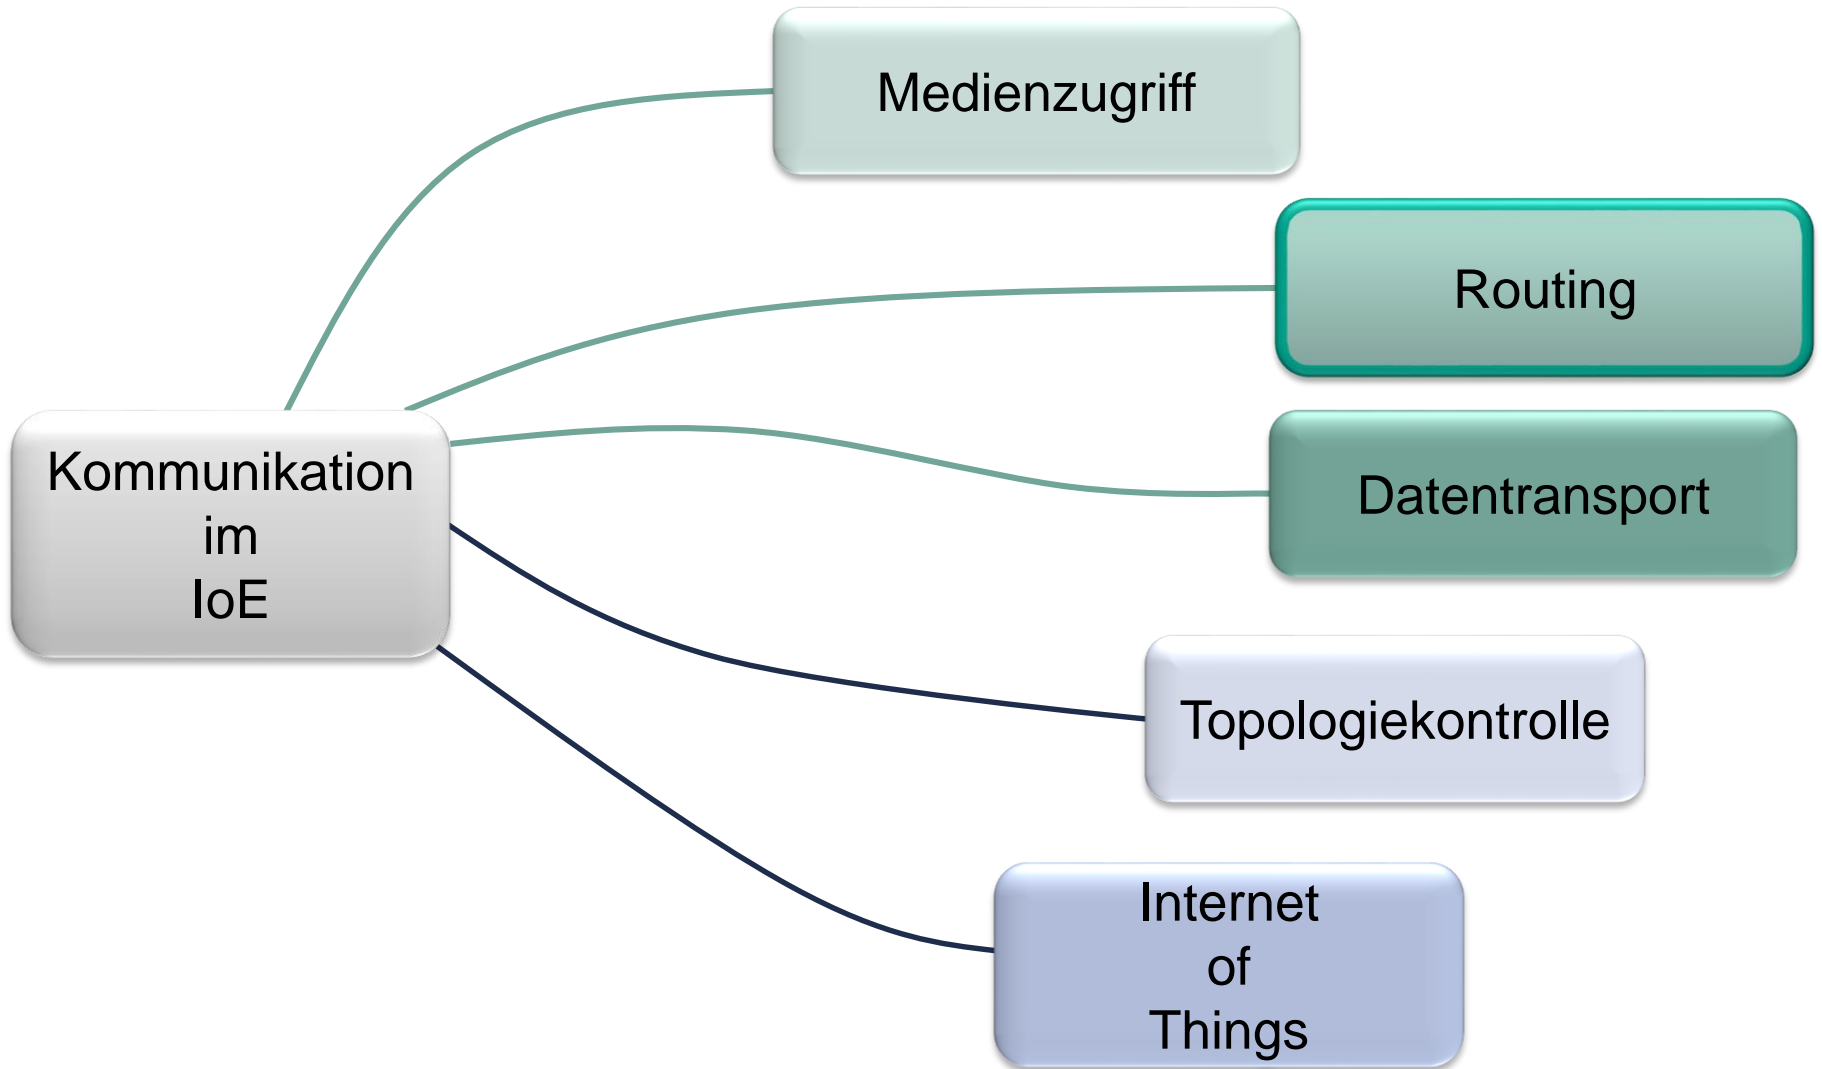 Medienzugriff
Routing
Kommunikation
im
IoE
Datentransport
Topologiekontrolle
Internet
of
Things